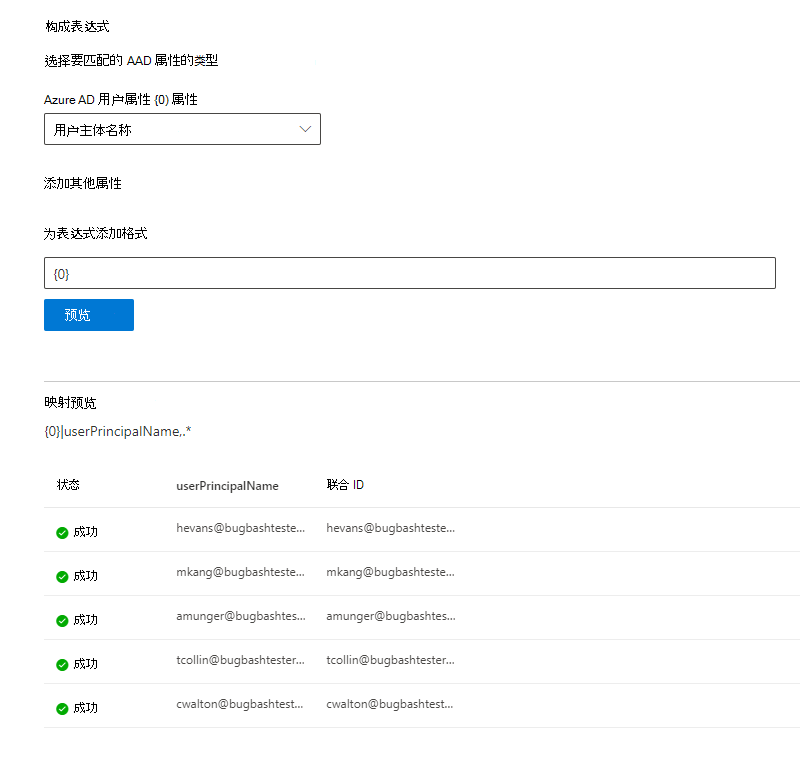 构成表达式
选择要匹配的 AAD 属性的类型
Azure AD 用户属性 {0) 属性
用户主体名称
添加其他属性
为表达式添加格式
{0}
预览
映射预览
{0}|userPrincipalName,.*
状态 userPrincipalName 联合 ID
成功 hevans@bugbashteste... hevans@bugbashteste...
成功 mkang@bugbashteste... mkang@bugbashteste...
成功 amunger@bugbashtes... amunger@bugbashtes...
成功 tcollin@bugbashtester... tcollin@bugbashtester...
成功 cwalton@bugbashtest... cwalton@bugbashtest...